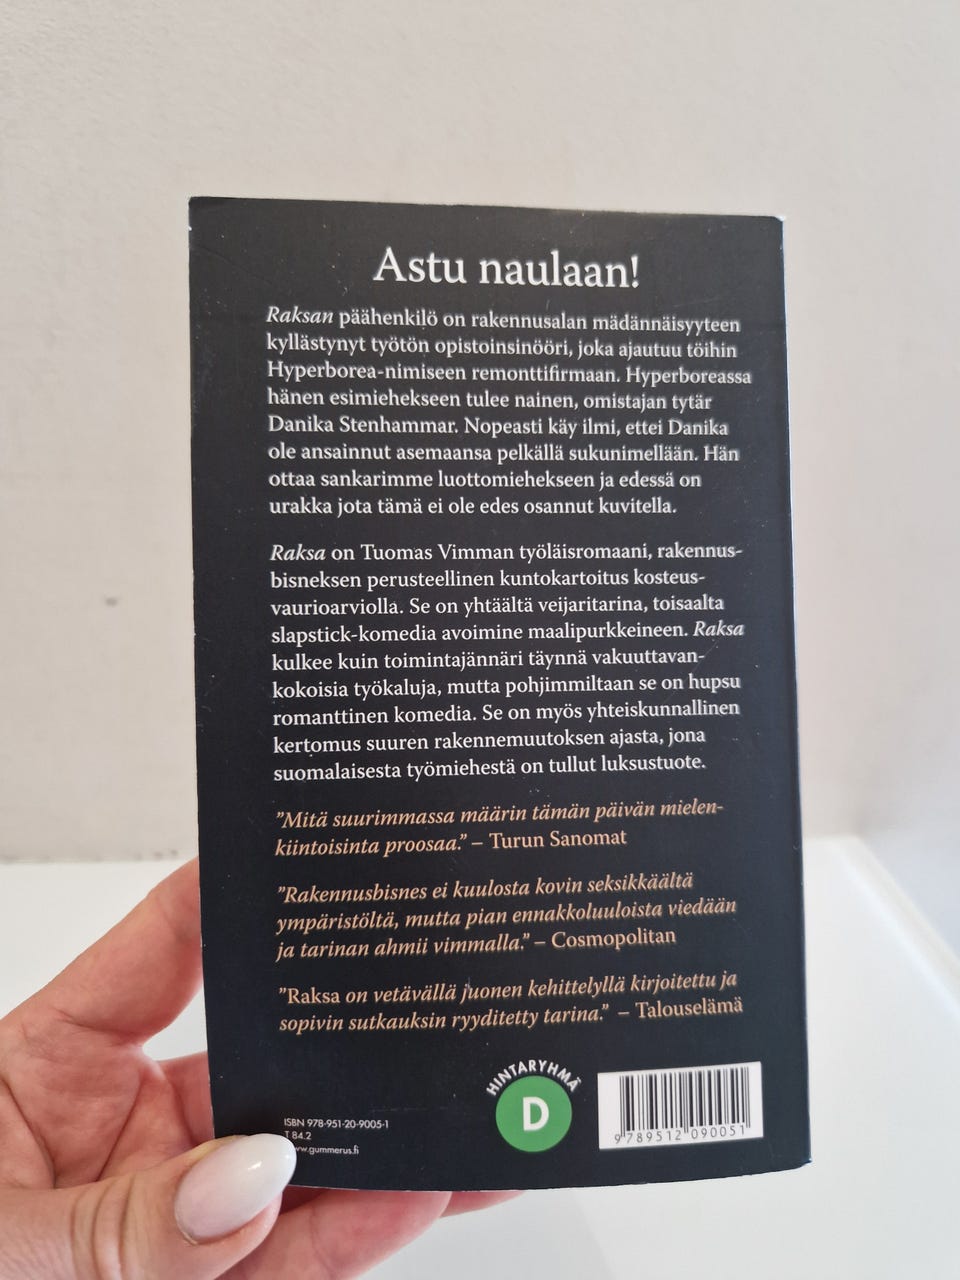 Astu naulaan!
Raksan päähenkilö on rakennusalan mädännäisyyteen
kyllästynyt työtön opistoinsinööri, joka ajautuu töihin
Hyperborea-nimiseen remonttifirmaan. Hyperboreassa
hänen esimiehekseen tulee nainen, omistajan tytär
Danika Stenhammar. Nopeasti käy ilmi, ettei Danika
ole ansainnut asemaansa pelkällä sukunimellään. Hän
ottaa sankarimme luottomiehekseen ja edessä on
urakka jota tämä ei ole edes osannut kuvitella.
Raksa on Tuomas Vimman työläisromaani, rakennus-
bisneksen perusteellinen kuntokartoitus kosteus-
vaurioarviolla. Se on yhtäältä veijaritarina, toisaalta
slapstick-komedia avoimine maalipurkkeineen. Raksa
kulkee kuin toimintajännäri täynnä vakuuttavan-
kokoisia työkaluja, mutta pohjimmiltaan se on hupsu
romanttinen komedia. Se on myös yhteiskunnallinen
kertomus suuren rakennemuutoksen ajasta, jona
suomalaisesta työmiehestä on tullut luksustuote.
”Mitä suurimmassa määrin tämän päivän mielen-
kiintoisinta proosaa.” – Turun Sanomat
”Rakennusbisnes ei kuulosta kovin seksikkäältä
ympäristöltä, mutta pian ennakkoluuloista viedään
ja tarinan ahmii vimmalla.” – Cosmopolitan
”Raksa on vetävällä juonen kehittelyllä kirjoitettu ja
sopivin sutkauksin ryyditetty tarina.” – Talouselämä
HINTARYHMÄ
D
ISBN 978-951-20-9005-1
T 84.2
www.gummerus.fi
9 789512 090051